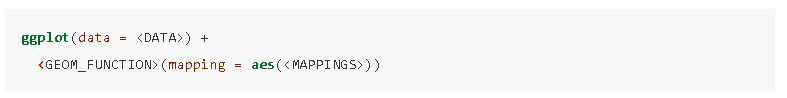 ggplot(data = <DATA>) +
  <GEOM_FUNCTION>(mapping = aes(<MAPPINGS>))